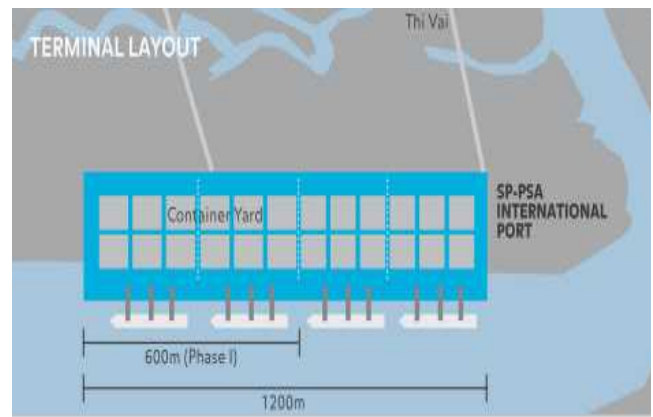 Thi Vai
TERMINAL LAYOUT
SP-PSA
INTERNATIONAL
PORT
Container Yard
600m (Phase I)
1200m